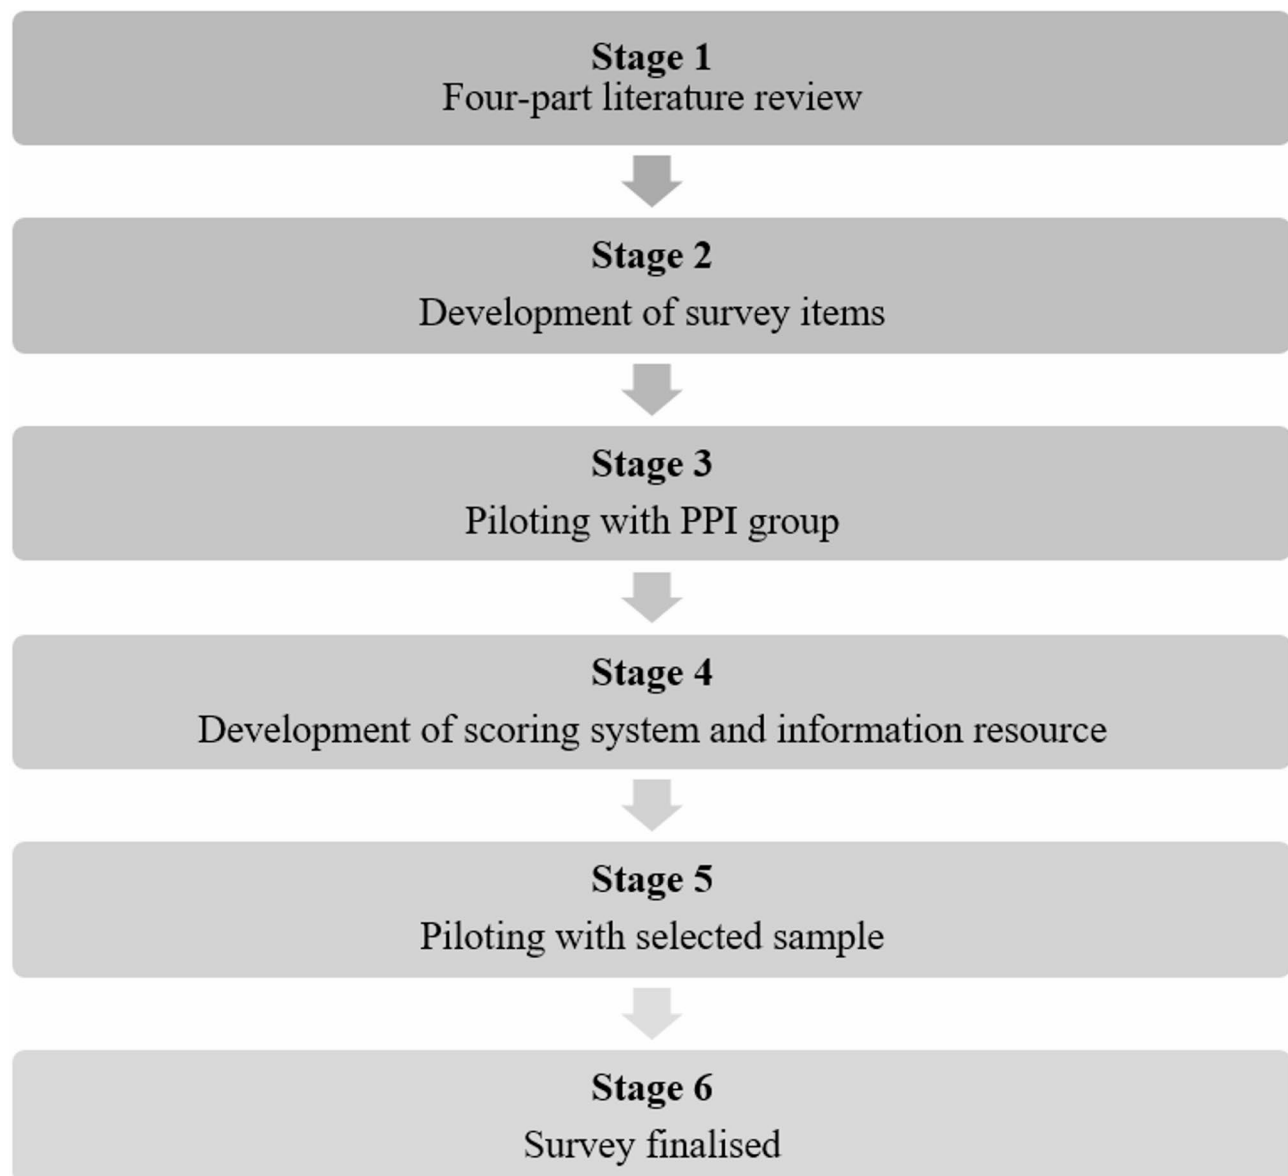 Stage 1
Four-part literature review
Stage 2
Development of survey items
Stage 3
Piloting with PPI group
Stage 4
Development of scoring system and information resource
Stage 5
Piloting with selected sample
Stage 6
Survey finalised